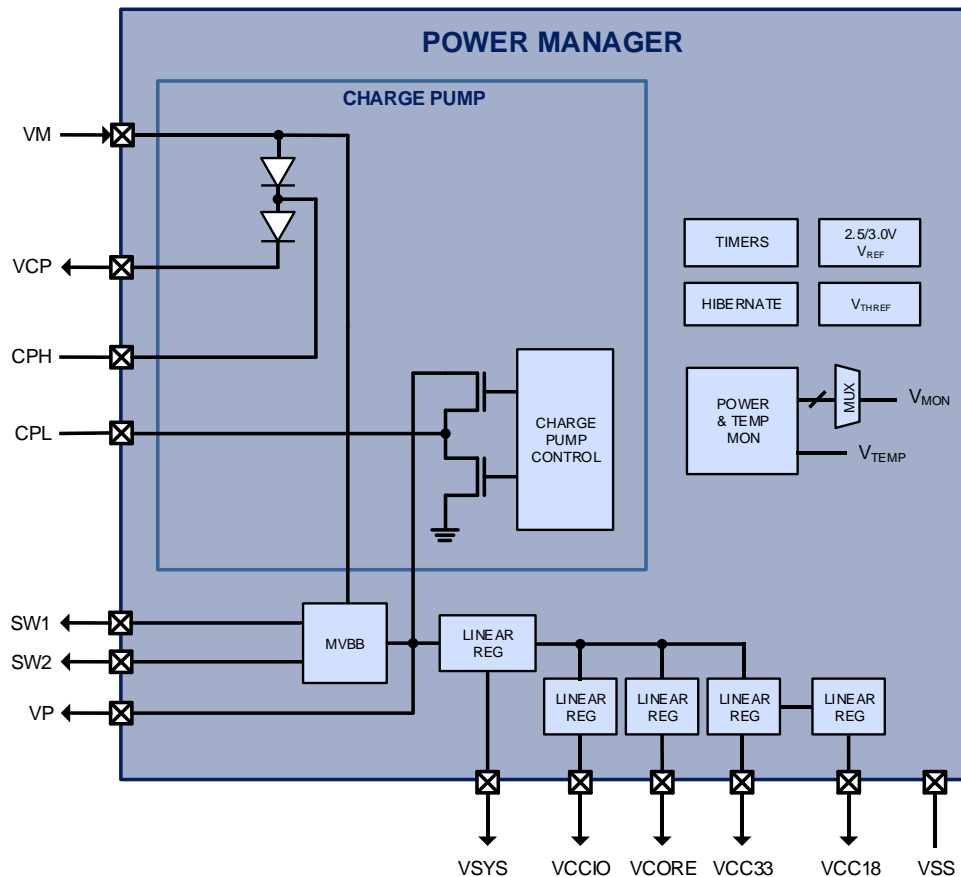 POWER MANAGER
CHARGE PUMP
VM
VCP
CPH
CPL
TIMERS
2.5/3.0V
VREF
HIBERNATE
VTHREF
CHARGE
PUMP
CONTROL
POWER
& TEMP
MON
MUX
VMON
VTEMP
SW1
SW2
VP
MVBB
LINEAR
REG
LINEAR
REG
LINEAR
REG
LINEAR
REG
LINEAR
REG
VSYS
VCCIO
VCORE
VCC33
VCC18
VSS